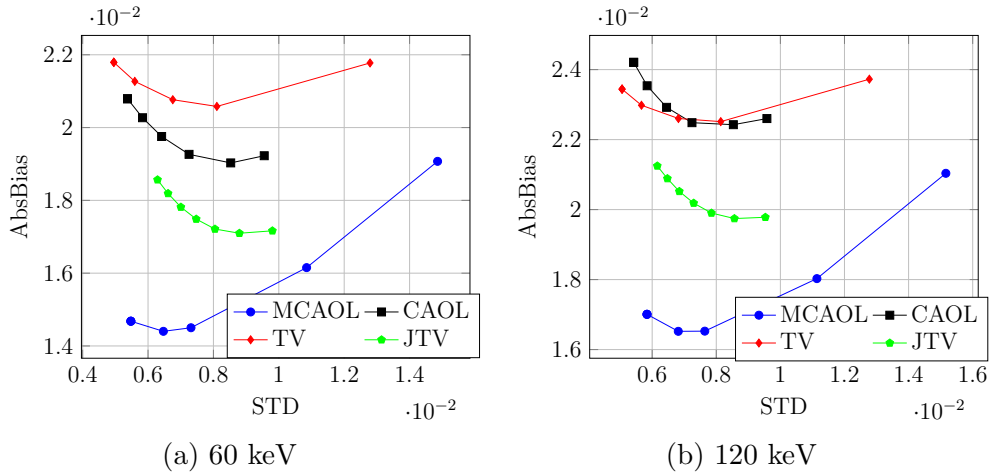 ·10⁻²
2.2
2
1.8
1.6
1.4
AbsBias
0.4 0.6 0.8 1 1.2 1.4
STD
·10⁻²
MCAOL CAOL
TV JTV
(a) 60 keV
·10⁻²
2.4
2.2
2
1.8
1.6
AbsBias
0.6 0.8 1 1.2 1.4 1.6
STD
·10⁻²
MCAOL CAOL
TV JTV
(b) 120 keV